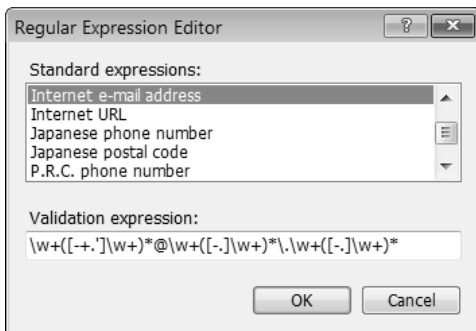 Regular Expression Editor
?
Standard expressions:
Internet e-mail address
Internet URL
Japanese phone number
Japanese postal code
P.R.C. phone number
Validation expression:
\w+([-+.']\w+)*@\w+([-.]\w+)*\.\w+([-.]\w+)*
OK Cancel